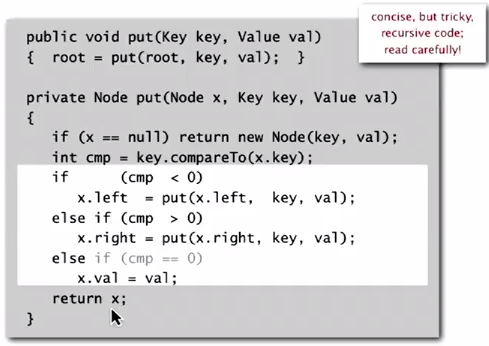 concise, but tricky,
recursive code;
read carefully!
public void put(Key key, Value val)
{  root = put(root, key, val);  }
private Node put(Node x, Key key, Value val)
{
   if (x == null) return new Node(key, val);
   int cmp = key.compareTo(x.key);
   if      (cmp  < 0)
      x.left  = put(x.left,  key, val);
   else if (cmp  > 0)
      x.right = put(x.right, key, val);
   else if (cmp == 0)
      x.val = val;
   return x;
}